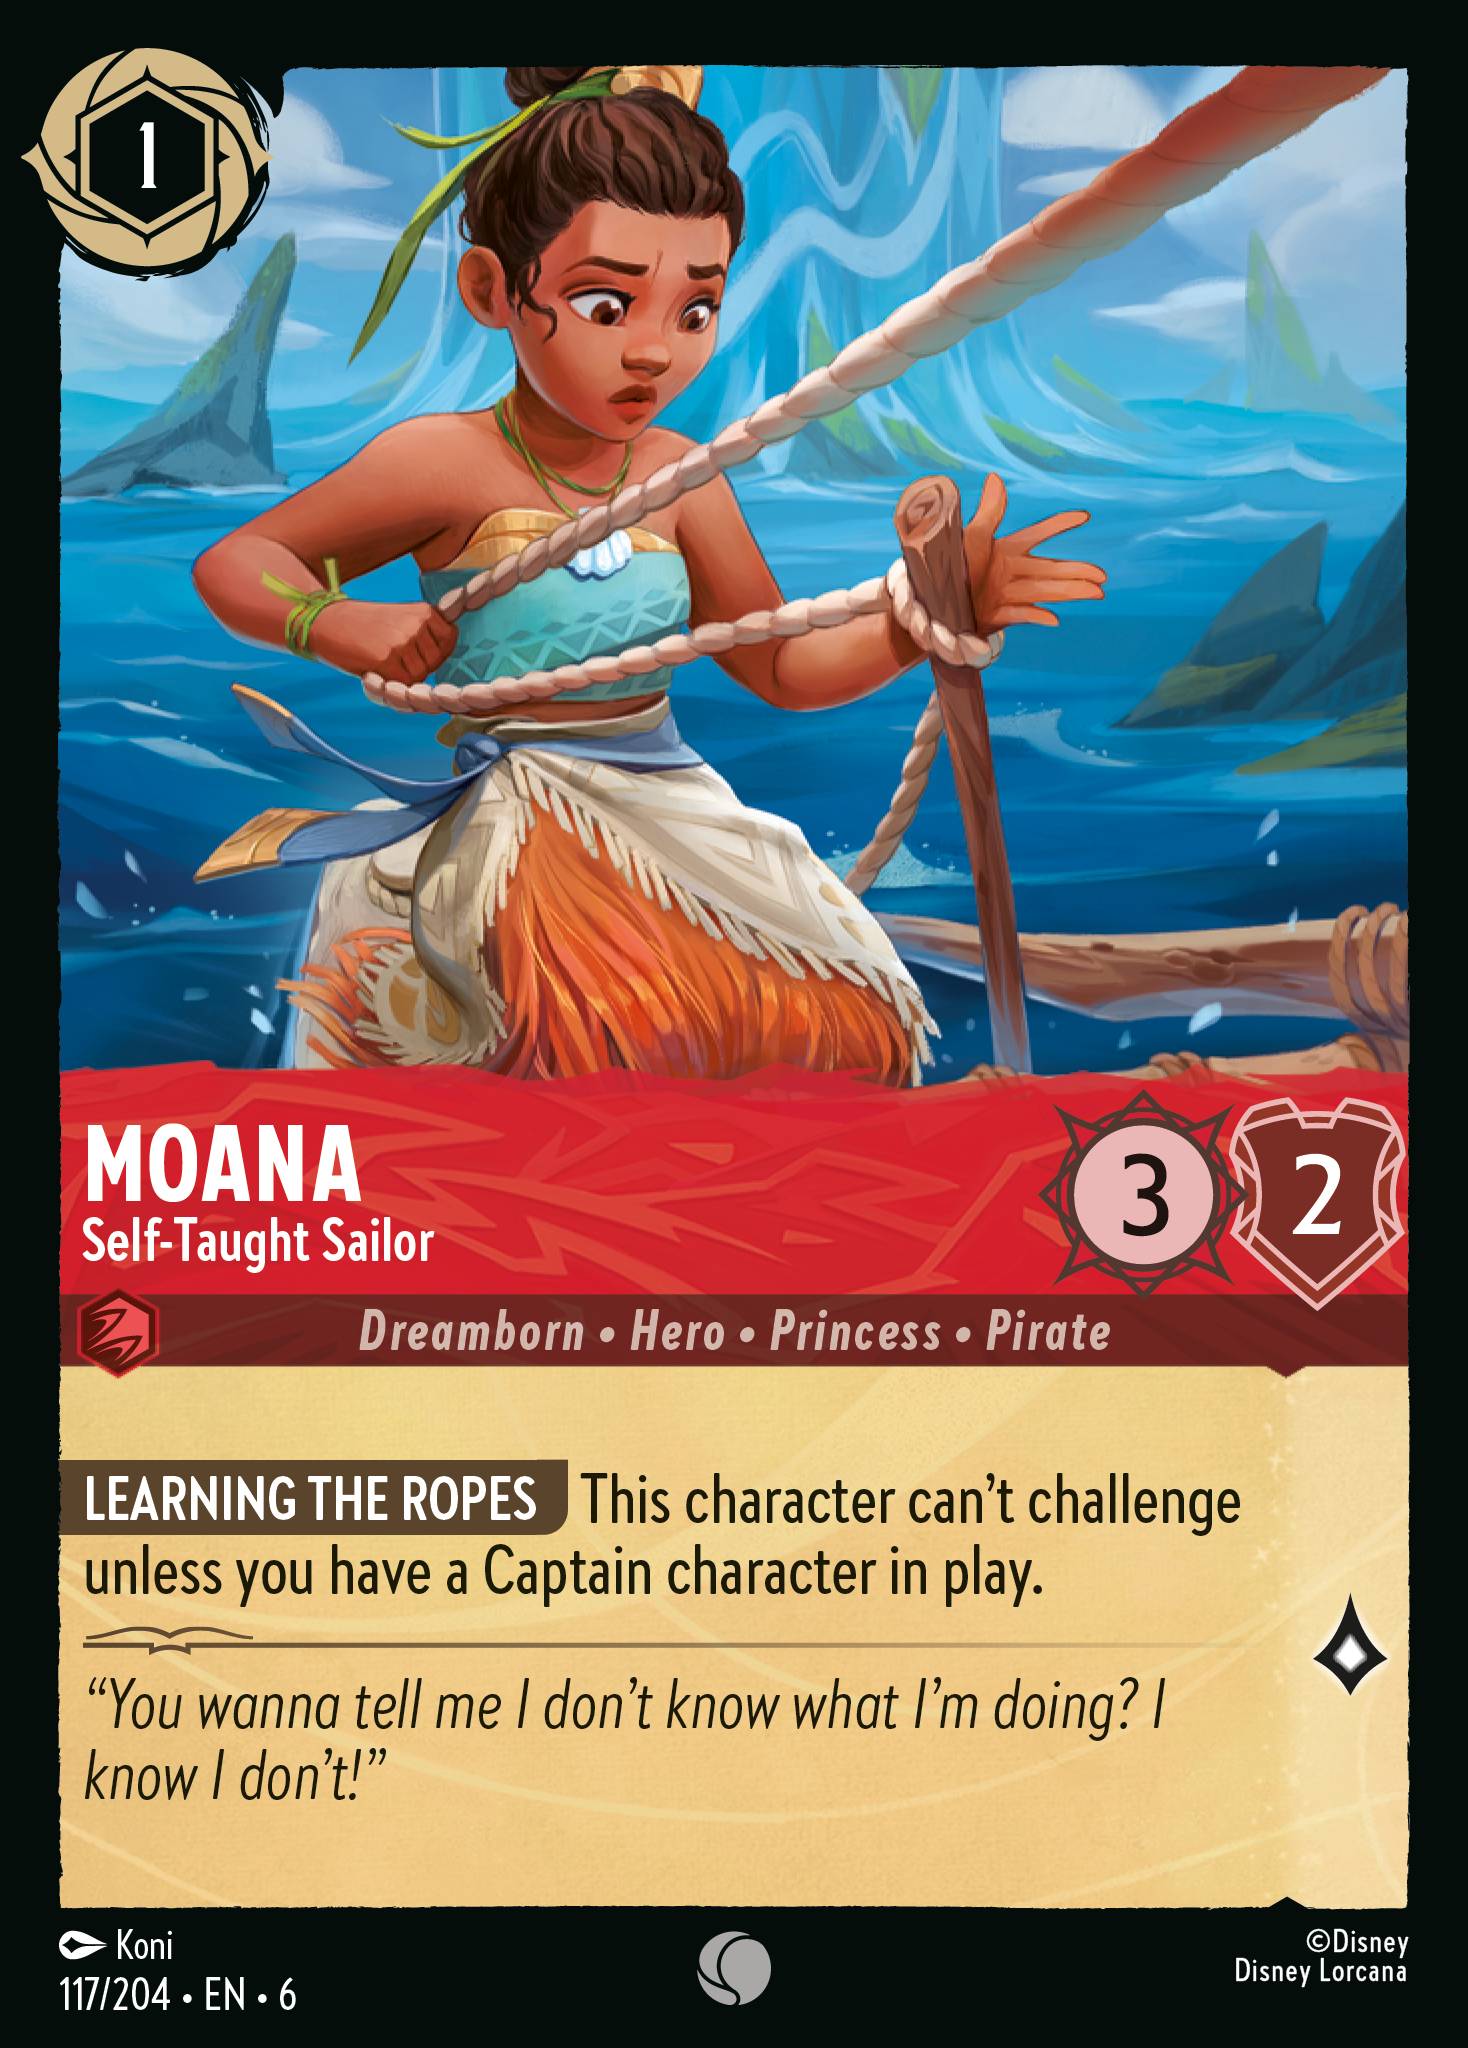 1
MOANA
Self-Taught Sailor
3
2
Dreamborn • Hero • Princess • Pirate
LEARNING THE ROPES This character can’t challenge
unless you have a Captain character in play.
“You wanna tell me I don’t know what I’m doing? I
know I don’t!”
Koni
117/204 • EN • 6
©Disney
Disney Lorcana